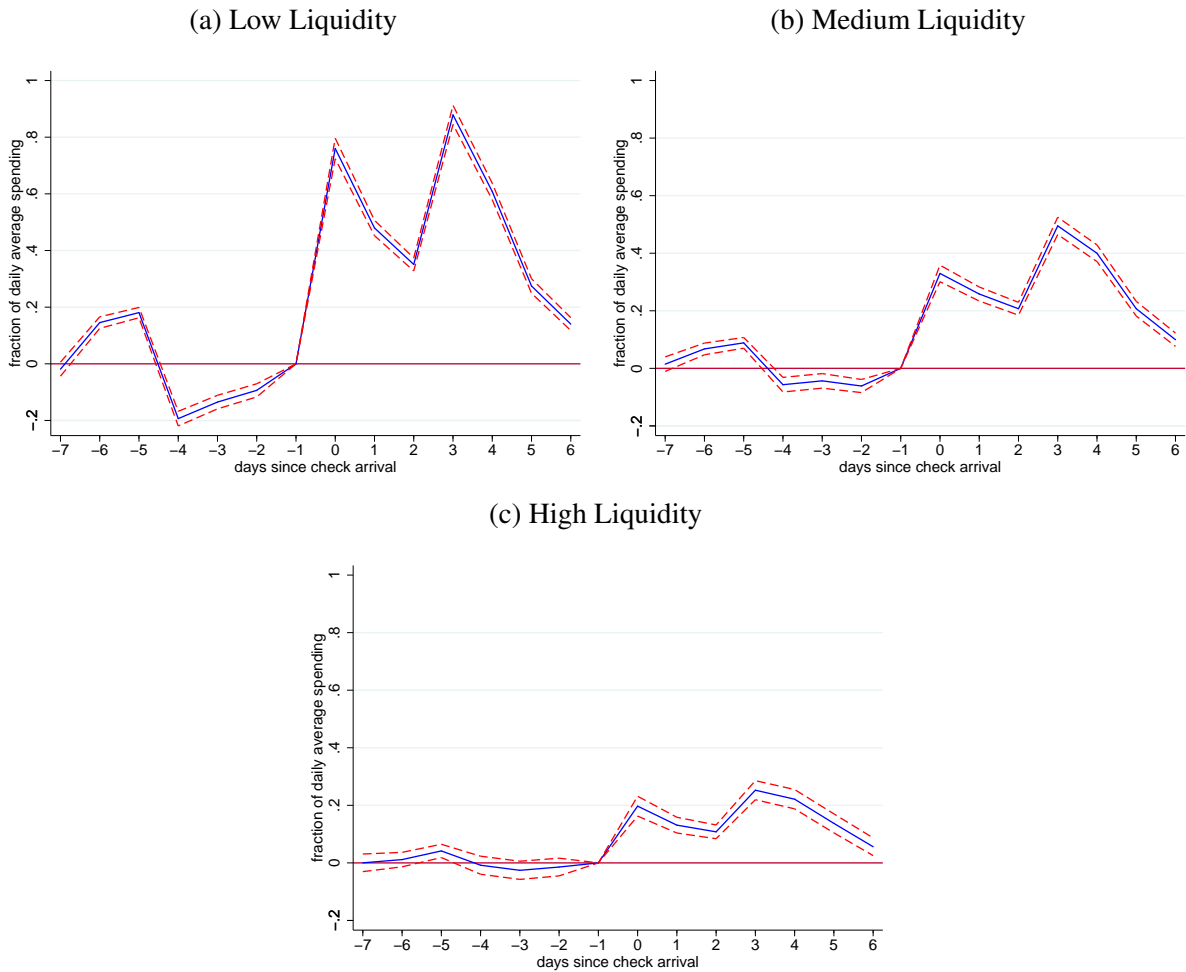 (a) Low Liquidity
fraction of daily average spending
1
.8
.6
.4
.2
0
-.2
−7 −6 −5 −4 −3 −2 −1 0 1 2 3 4 5 6
days since check arrival
(b) Medium Liquidity
fraction of daily average spending
1
.8
.6
.4
.2
0
-.2
−7 −6 −5 −4 −3 −2 −1 0 1 2 3 4 5 6
days since check arrival
(c) High Liquidity
fraction of daily average spending
1
.8
.6
.4
.2
0
-.2
−7 −6 −5 −4 −3 −2 −1 0 1 2 3 4 5 6
days since check arrival